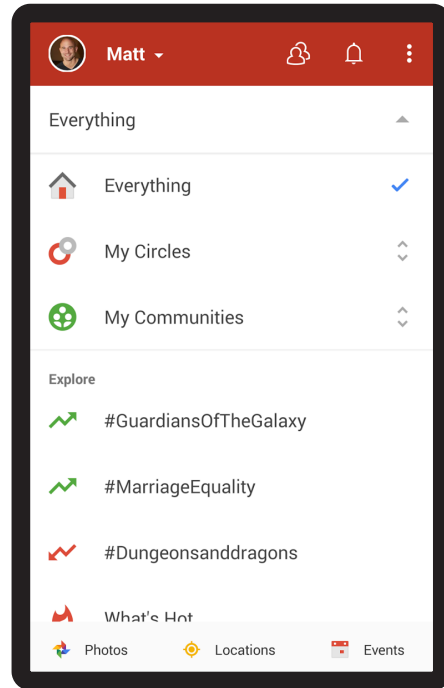 Matt
Everything
Everything
My Circles
My Communities
Explore
#GuardiansOfTheGalaxy
#MarriageEquality
#Dungeonsanddragons
What's Hot
Photos Locations Events